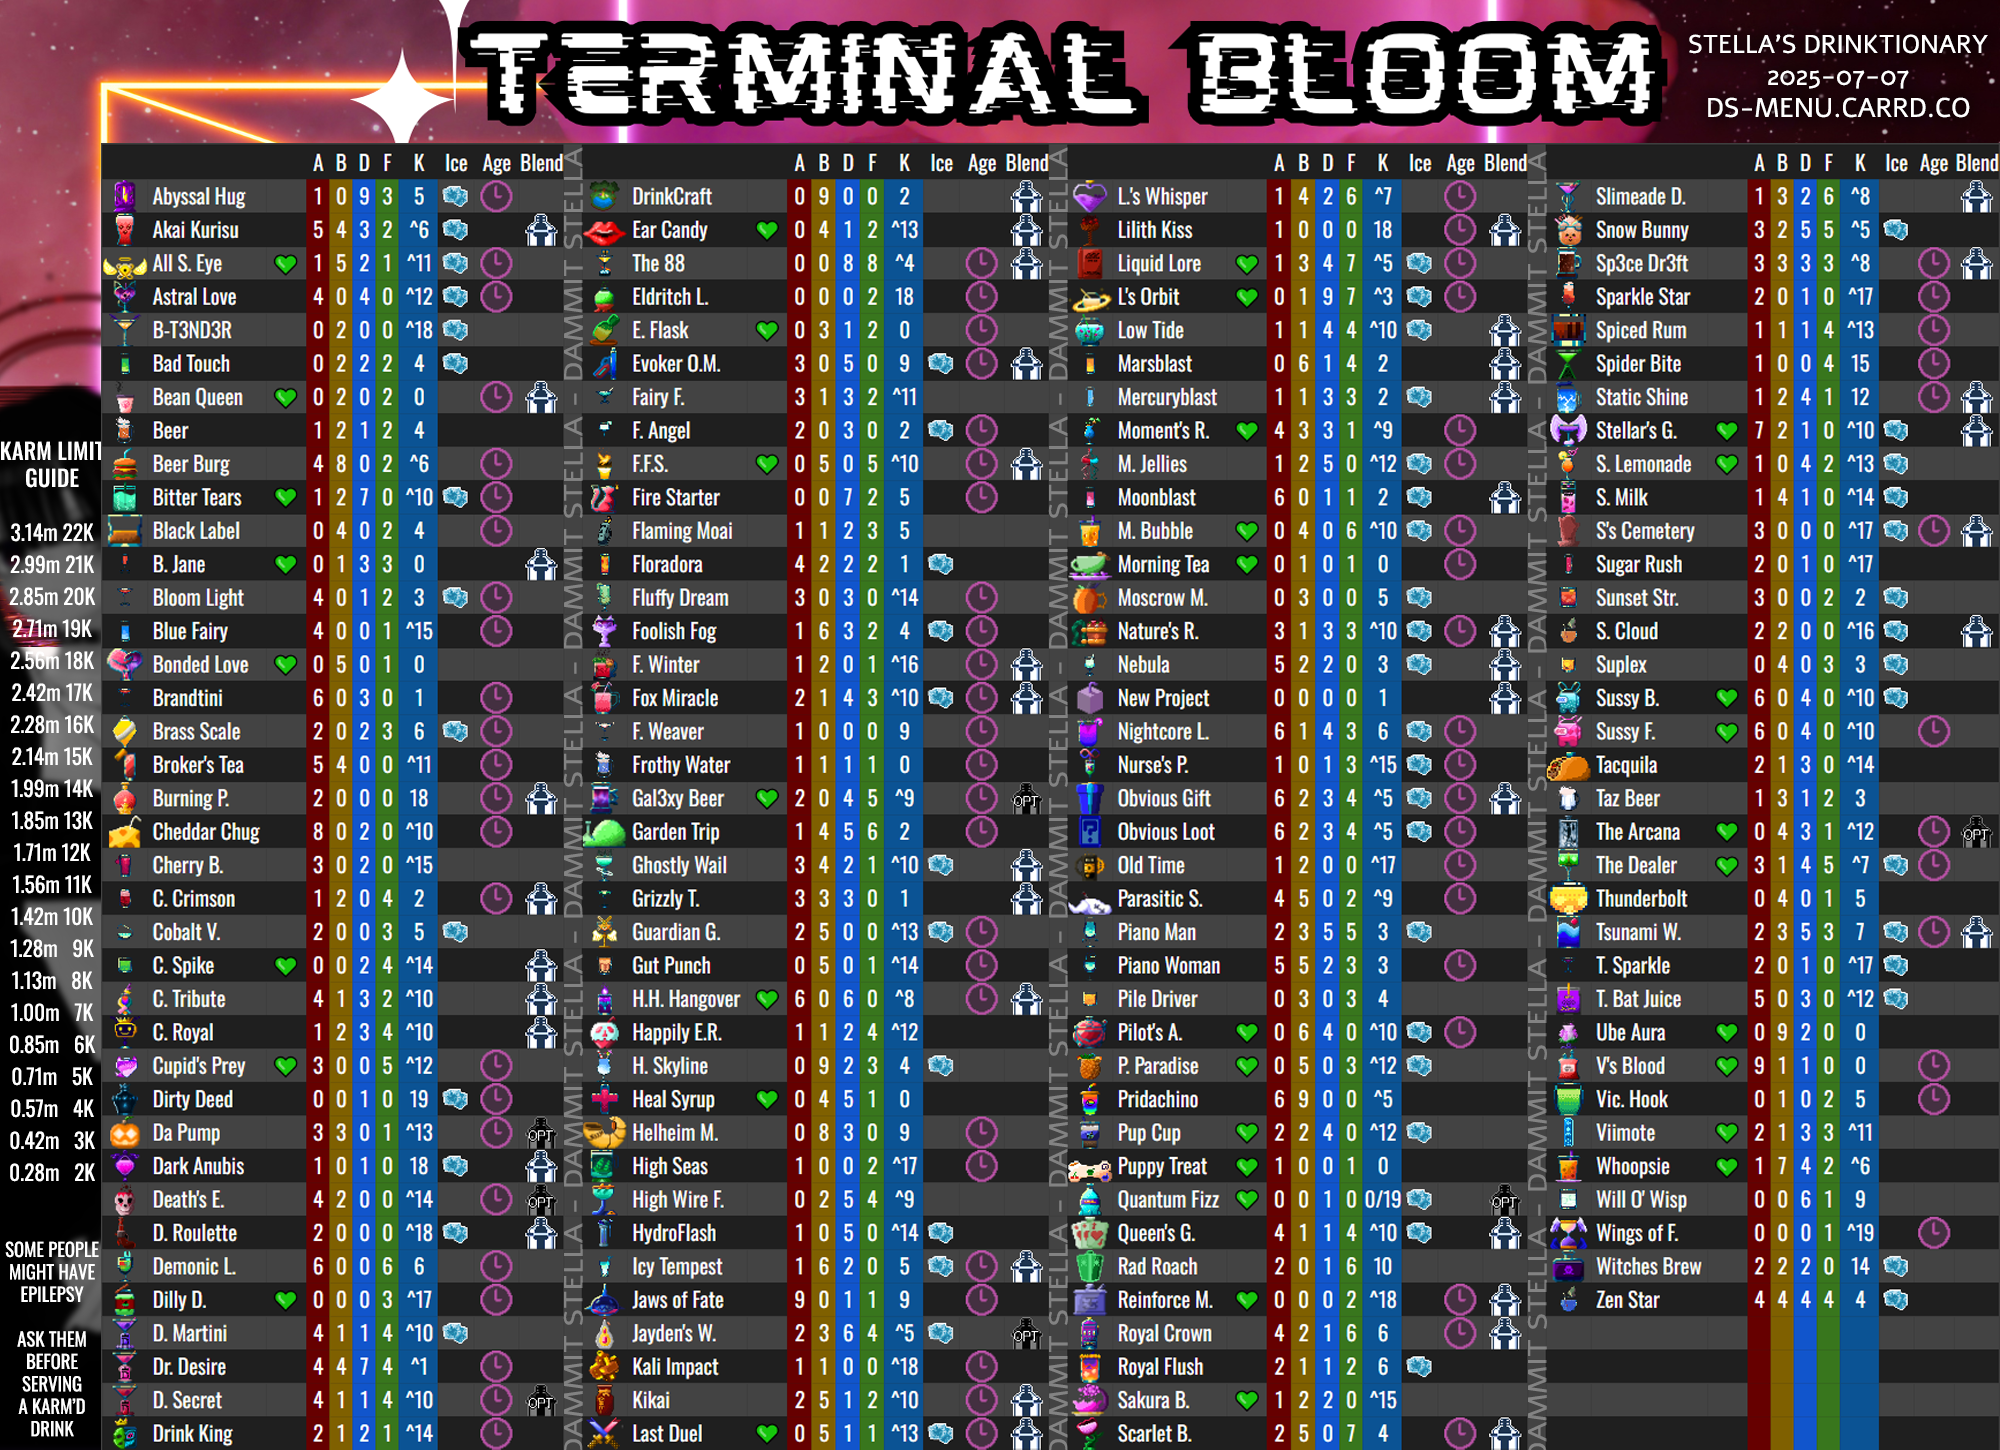 TERMINAL BLOOM
STELLA'S DRINKTIONARY
2025-07-07
DS-MENU.CARRD.CO
KARM LIMIT
GUIDE
3.14m 22K
2.99m 21K
2.85m 20K
2.71m 19K
2.56m 18K
2.42m 17K
2.28m 16K
2.14m 15K
1.99m 14K
1.85m 13K
1.71m 12K
1.56m 11K
1.42m 10K
1.28m 9K
1.13m 8K
1.00m 7K
0.85m 6K
0.71m 5K
0.57m 4K
0.42m 3K
0.28m 2K
SOME PEOPLE
MIGHT HAVE
EPILEPSY
ASK THEM
BEFORE
SERVING
A KARM'D
DRINK
A B D F K Ice Age Blend
Abyssal Hug 1 0 9 3 5
Akai Kurisu 5 4 3 2 ^6
All S. Eye 1 5 2 1 ^11
Astral Love 4 0 4 0 ^12
B-T3ND3R 0 2 0 0 ^18
Bad Touch 0 2 2 2 4
Bean Queen 0 2 0 2 0
Beer 1 2 1 2 4
Beer Burg 4 8 0 2 ^6
Bitter Tears 1 2 7 0 ^10
Black Label 0 4 0 2 4
B. Jane 0 1 3 3 0
Bloom Light 4 0 1 2 3
Blue Fairy 4 0 0 1 ^15
Bonded Love 0 5 0 1 0
Brandtini 6 0 3 0 1
Brass Scale 2 0 2 3 6
Broker's Tea 5 4 0 0 ^11
Burning P. 2 0 0 0 18
Cheddar Chug 8 0 2 0 ^10
Cherry B. 3 0 2 0 ^15
C. Crimson 1 2 0 4 2
Cobalt V. 2 0 0 3 5
C. Spike 0 0 2 4 ^14
C. Tribute 4 1 3 2 ^10
C. Royal 1 2 3 4 ^10
Cupid's Prey 3 0 0 5 ^12
Dirty Deed 0 0 1 0 19
Da Pump 3 3 0 1 ^13 OPT
Dark Anubis 1 0 1 0 18
Death's E. 4 2 0 0 ^14 OPT
D. Roulette 2 0 0 0 ^18
Demonic L. 6 0 0 6 6
Dilly D. 0 0 0 3 ^17
D. Martini 4 1 1 4 ^10
Dr. Desire 4 4 7 4 ^1
D. Secret 4 1 1 4 ^10 OPT
Drink King 2 1 2 1 ^14
DAMMIT STELLA - DAMMIT STELLA - DAMMIT STELLA - DAMMIT STELLA - DAMMIT STELLA
A B D F K Ice Age Blend
DrinkCraft 0 9 0 0 2
Ear Candy 0 4 1 2 ^13
The 88 0 0 8 8 ^4
Eldritch L. 0 0 0 2 18
E. Flask 0 3 1 2 0
Evoker O.M. 3 0 5 0 9
Fairy F. 3 1 3 2 ^11
F. Angel 2 0 3 0 2
F.F.S. 0 5 0 5 ^10
Fire Starter 0 0 7 2 5
Flaming Moai 1 1 2 3 5
Floradora 4 2 2 2 1
Fluffy Dream 3 0 3 0 ^14
Foolish Fog 1 6 3 2 4
F. Winter 1 2 0 1 ^16
Fox Miracle 2 1 4 3 ^10
F. Weaver 1 0 0 0 9
Frothy Water 1 1 1 1 0
Gal3xy Beer 2 0 4 5 ^9 OPT
Garden Trip 1 4 5 6 2
Ghostly Wail 3 4 2 1 ^10
Grizzly T. 3 3 3 0 1
Guardian G. 2 5 0 0 ^13
Gut Punch 0 5 0 1 ^14
H.H. Hangover 6 0 6 0 ^8
Happily E.R. 1 1 2 4 ^12
H. Skyline 0 9 2 3 4
Heal Syrup 0 4 5 1 0
Helheim M. 0 8 3 0 9
High Seas 1 0 0 2 ^17
High Wire F. 0 2 5 4 ^9
HydroFlash 1 0 5 0 ^14
Icy Tempest 1 6 2 0 5
Jaws of Fate 9 0 1 1 9
Jayden's W. 2 3 6 4 ^5 OPT
Kali Impact 1 1 0 0 ^18
Kikai 2 5 1 2 ^10
Last Duel 0 5 1 1 ^13
DAMMIT STELLA - DAMMIT STELLA - DAMMIT STELLA - DAMMIT STELLA - DAMMIT STELLA
A B D F K Ice Age Blend
L.'s Whisper 1 4 2 6 ^7
Lilith Kiss 1 0 0 0 18
Liquid Lore 1 3 4 7 ^5
L's Orbit 0 1 9 7 ^3
Low Tide 1 1 4 4 ^10
Marsblast 0 6 1 4 2
Mercuryblast 1 1 3 3 2
Moment's R. 4 3 3 1 ^9
M. Jellies 1 2 5 0 ^12
Moonblast 6 0 1 1 2
M. Bubble 0 4 0 6 ^10
Morning Tea 0 1 0 1 0
Moscrow M. 0 3 0 0 5
Nature's R. 3 1 3 3 ^10
Nebula 5 2 2 0 3
New Project 0 0 0 0 1
Nightcore L. 6 1 4 3 6
Nurse's P. 1 0 1 3 ^15
Obvious Gift 6 2 3 4 ^5
Obvious Loot 6 2 3 4 ^5
Old Time 1 2 0 0 ^17
Parasitic S. 4 5 0 2 ^9
Piano Man 2 3 5 5 3
Piano Woman 5 5 2 3 3
Pile Driver 0 3 0 3 4
Pilot's A. 0 6 4 0 ^10
P. Paradise 0 5 0 3 ^12
Pridachino 6 9 0 0 ^5
Pup Cup 2 2 4 0 ^12
Puppy Treat 1 0 0 1 0
Quantum Fizz 0 0 1 0 0/19 OPT
Queen's G. 4 1 1 4 ^10
Rad Roach 2 0 1 6 10
Reinforce M. 0 0 0 2 ^18
Royal Crown 4 2 1 6 6
Royal Flush 2 1 1 2 6
Sakura B. 1 2 2 0 ^15
Scarlet B. 2 5 0 7 4
DAMMIT STELLA - DAMMIT STELLA - DAMMIT STELLA - DAMMIT STELLA - DAMMIT STELLA
A B D F K Ice Age Blend
Slimeade D. 1 3 2 6 ^8
Snow Bunny 3 2 5 5 ^5
Sp3ce Dr3ft 3 3 3 3 ^8
Sparkle Star 2 0 1 0 ^17
Spiced Rum 1 1 1 4 ^13
Spider Bite 1 0 0 4 15
Static Shine 1 2 4 1 12
Stellar's G. 7 2 1 0 ^10
S. Lemonade 1 0 4 2 ^13
S. Milk 1 4 1 0 ^14
S's Cemetery 3 0 0 0 ^17
Sugar Rush 2 0 1 0 ^17
Sunset Str. 3 0 0 2 2
S. Cloud 2 2 0 0 ^16
Suplex 0 4 0 3 3
Sussy B. 6 0 4 0 ^10
Sussy F. 6 0 4 0 ^10
Tacquila 2 1 3 0 ^14
Taz Beer 1 3 1 2 3
The Arcana 0 4 3 1 ^12 OPT
The Dealer 3 1 4 5 ^7
Thunderbolt 0 4 0 1 5
Tsunami W. 2 3 5 3 7
T. Sparkle 2 0 1 0 ^17
T. Bat Juice 5 0 3 0 ^12
Ube Aura 0 9 2 0 0
V's Blood 9 1 1 0 0
Vic. Hook 0 1 0 2 5
Viimote 2 1 3 3 ^11
Whoopsie 1 7 4 2 ^6
Will O' Wisp 0 0 6 1 9
Wings of F. 0 0 0 1 ^19
Witches Brew 2 2 2 0 14
Zen Star 4 4 4 4 4